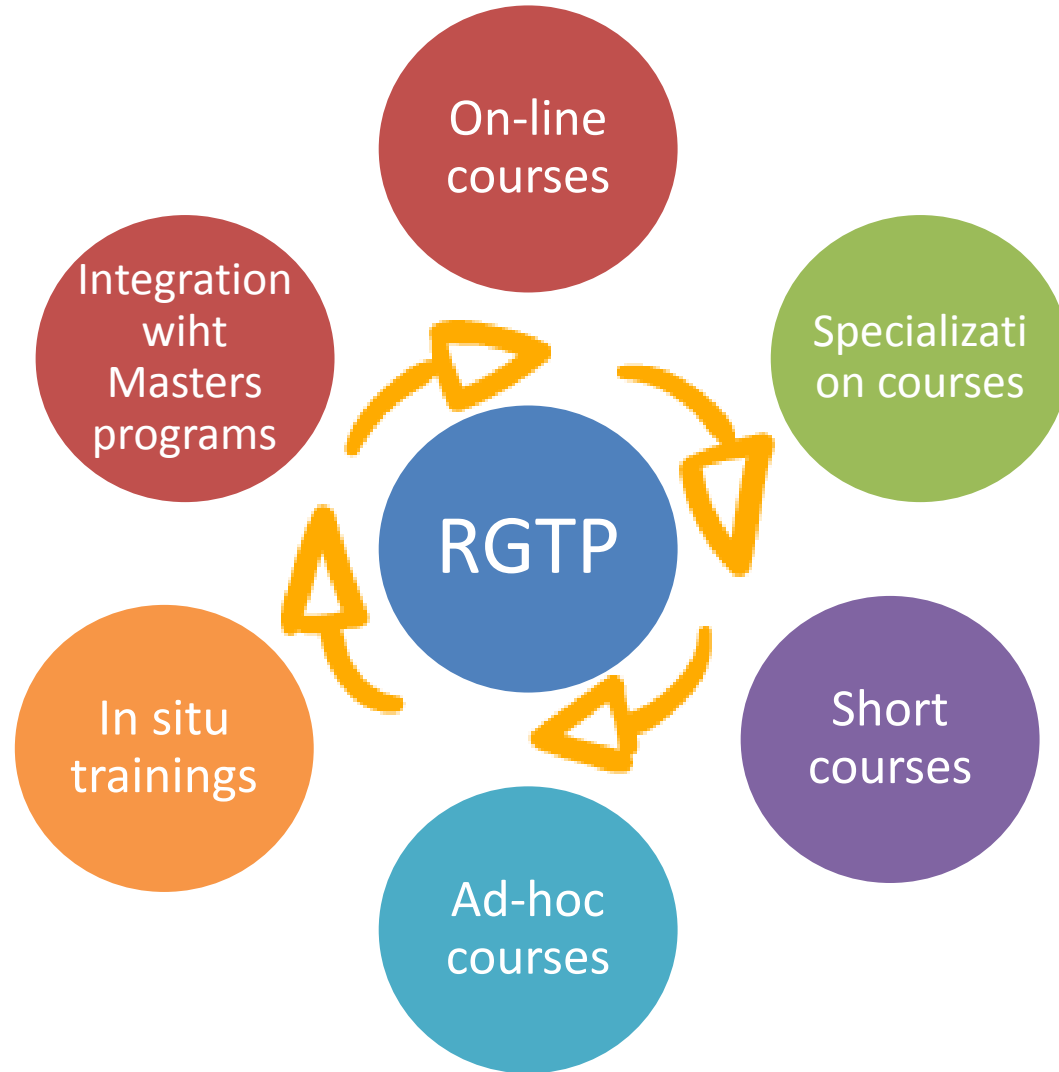 On-line
courses
Integration
wiht
Masters
programs
Specializati
on courses
RGTP
In situ
trainings
Short
courses
Ad-hoc
courses